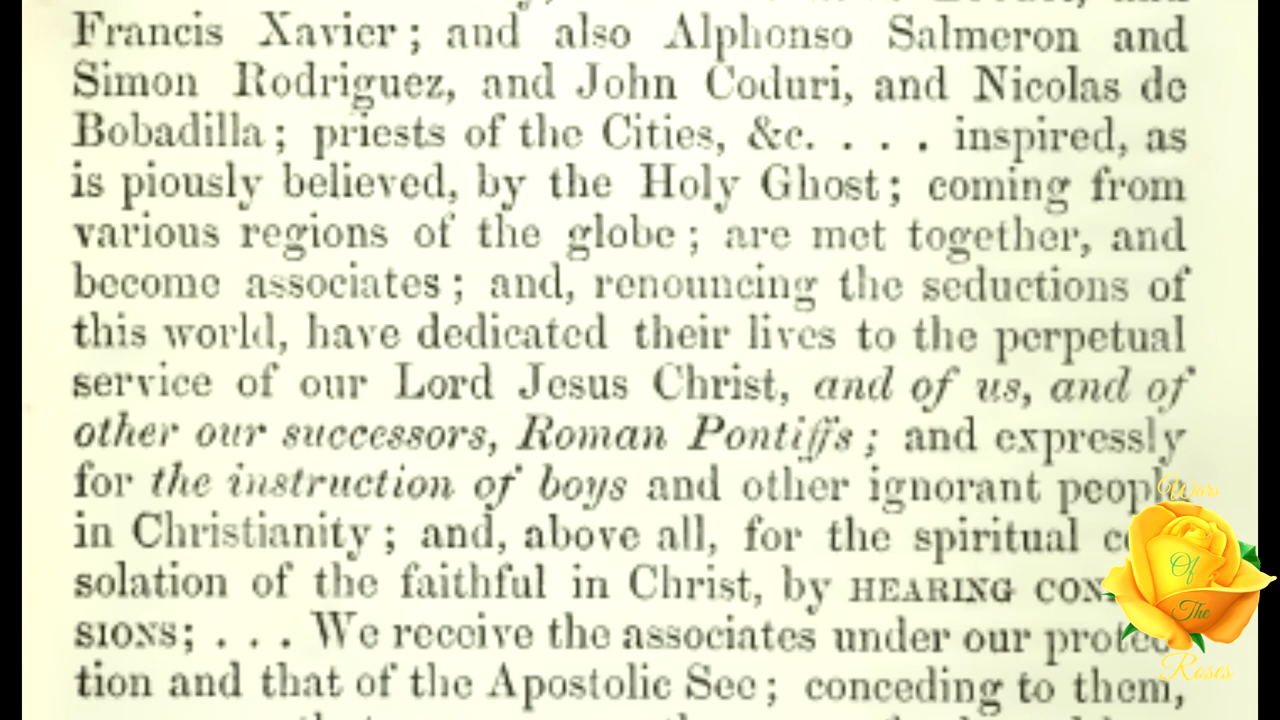 Francis Xavier; and also Alphonso Salmeron and
Simon Rodriguez, and John Coduri, and Nicolas de
Bobadilla; priests of the Cities, &c. . . . inspired, as
is piously believed, by the Holy Ghost; coming from
various regions of the globe; are met together, and
become associates; and, renouncing the seductions of
this world, have dedicated their lives to the perpetual
service of our Lord Jesus Christ, and of us, and of
other our successors, Roman Pontiffs; and expressly
for the instruction of boys and other ignorant people
in Christianity; and, above all, for the spiritual
solation of the faithful in Christ, by HEARING
SIONS; . . . We receive the associates under our protec-
tion and that of the Apostolic See; conceding to them,
Wars
Of
The
Roses